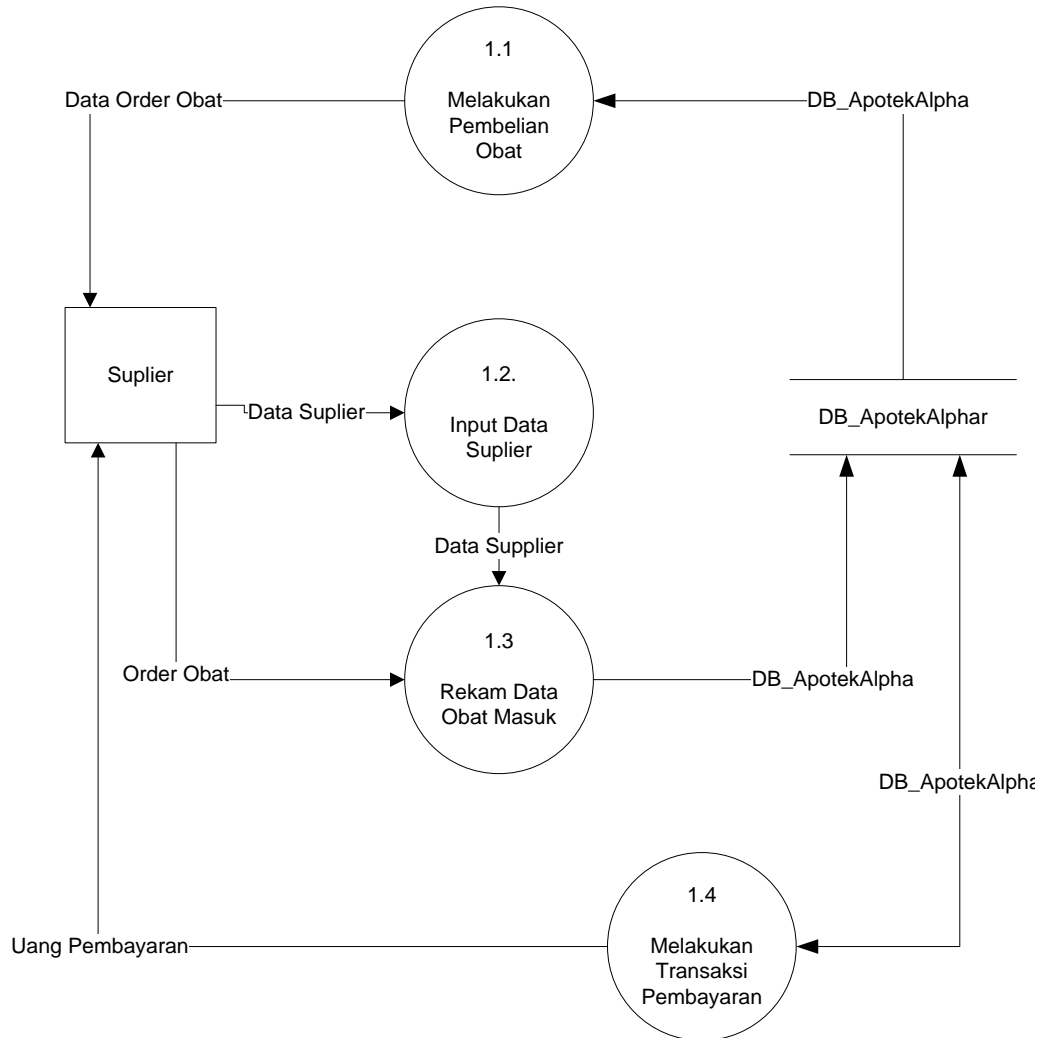 1.1
Melakukan
Pembelian
Obat
Data Order Obat
DB_ApotekAlpha
Suplier
1.2.
Input Data
Suplier
Data Suplier
DB_ApotekAlphar
Data Supplier
1.3
Rekam Data
Obat Masuk
Order Obat
DB_ApotekAlpha
DB_ApotekAlpha
1.4
Melakukan
Transaksi
Pembayaran
Uang Pembayaran